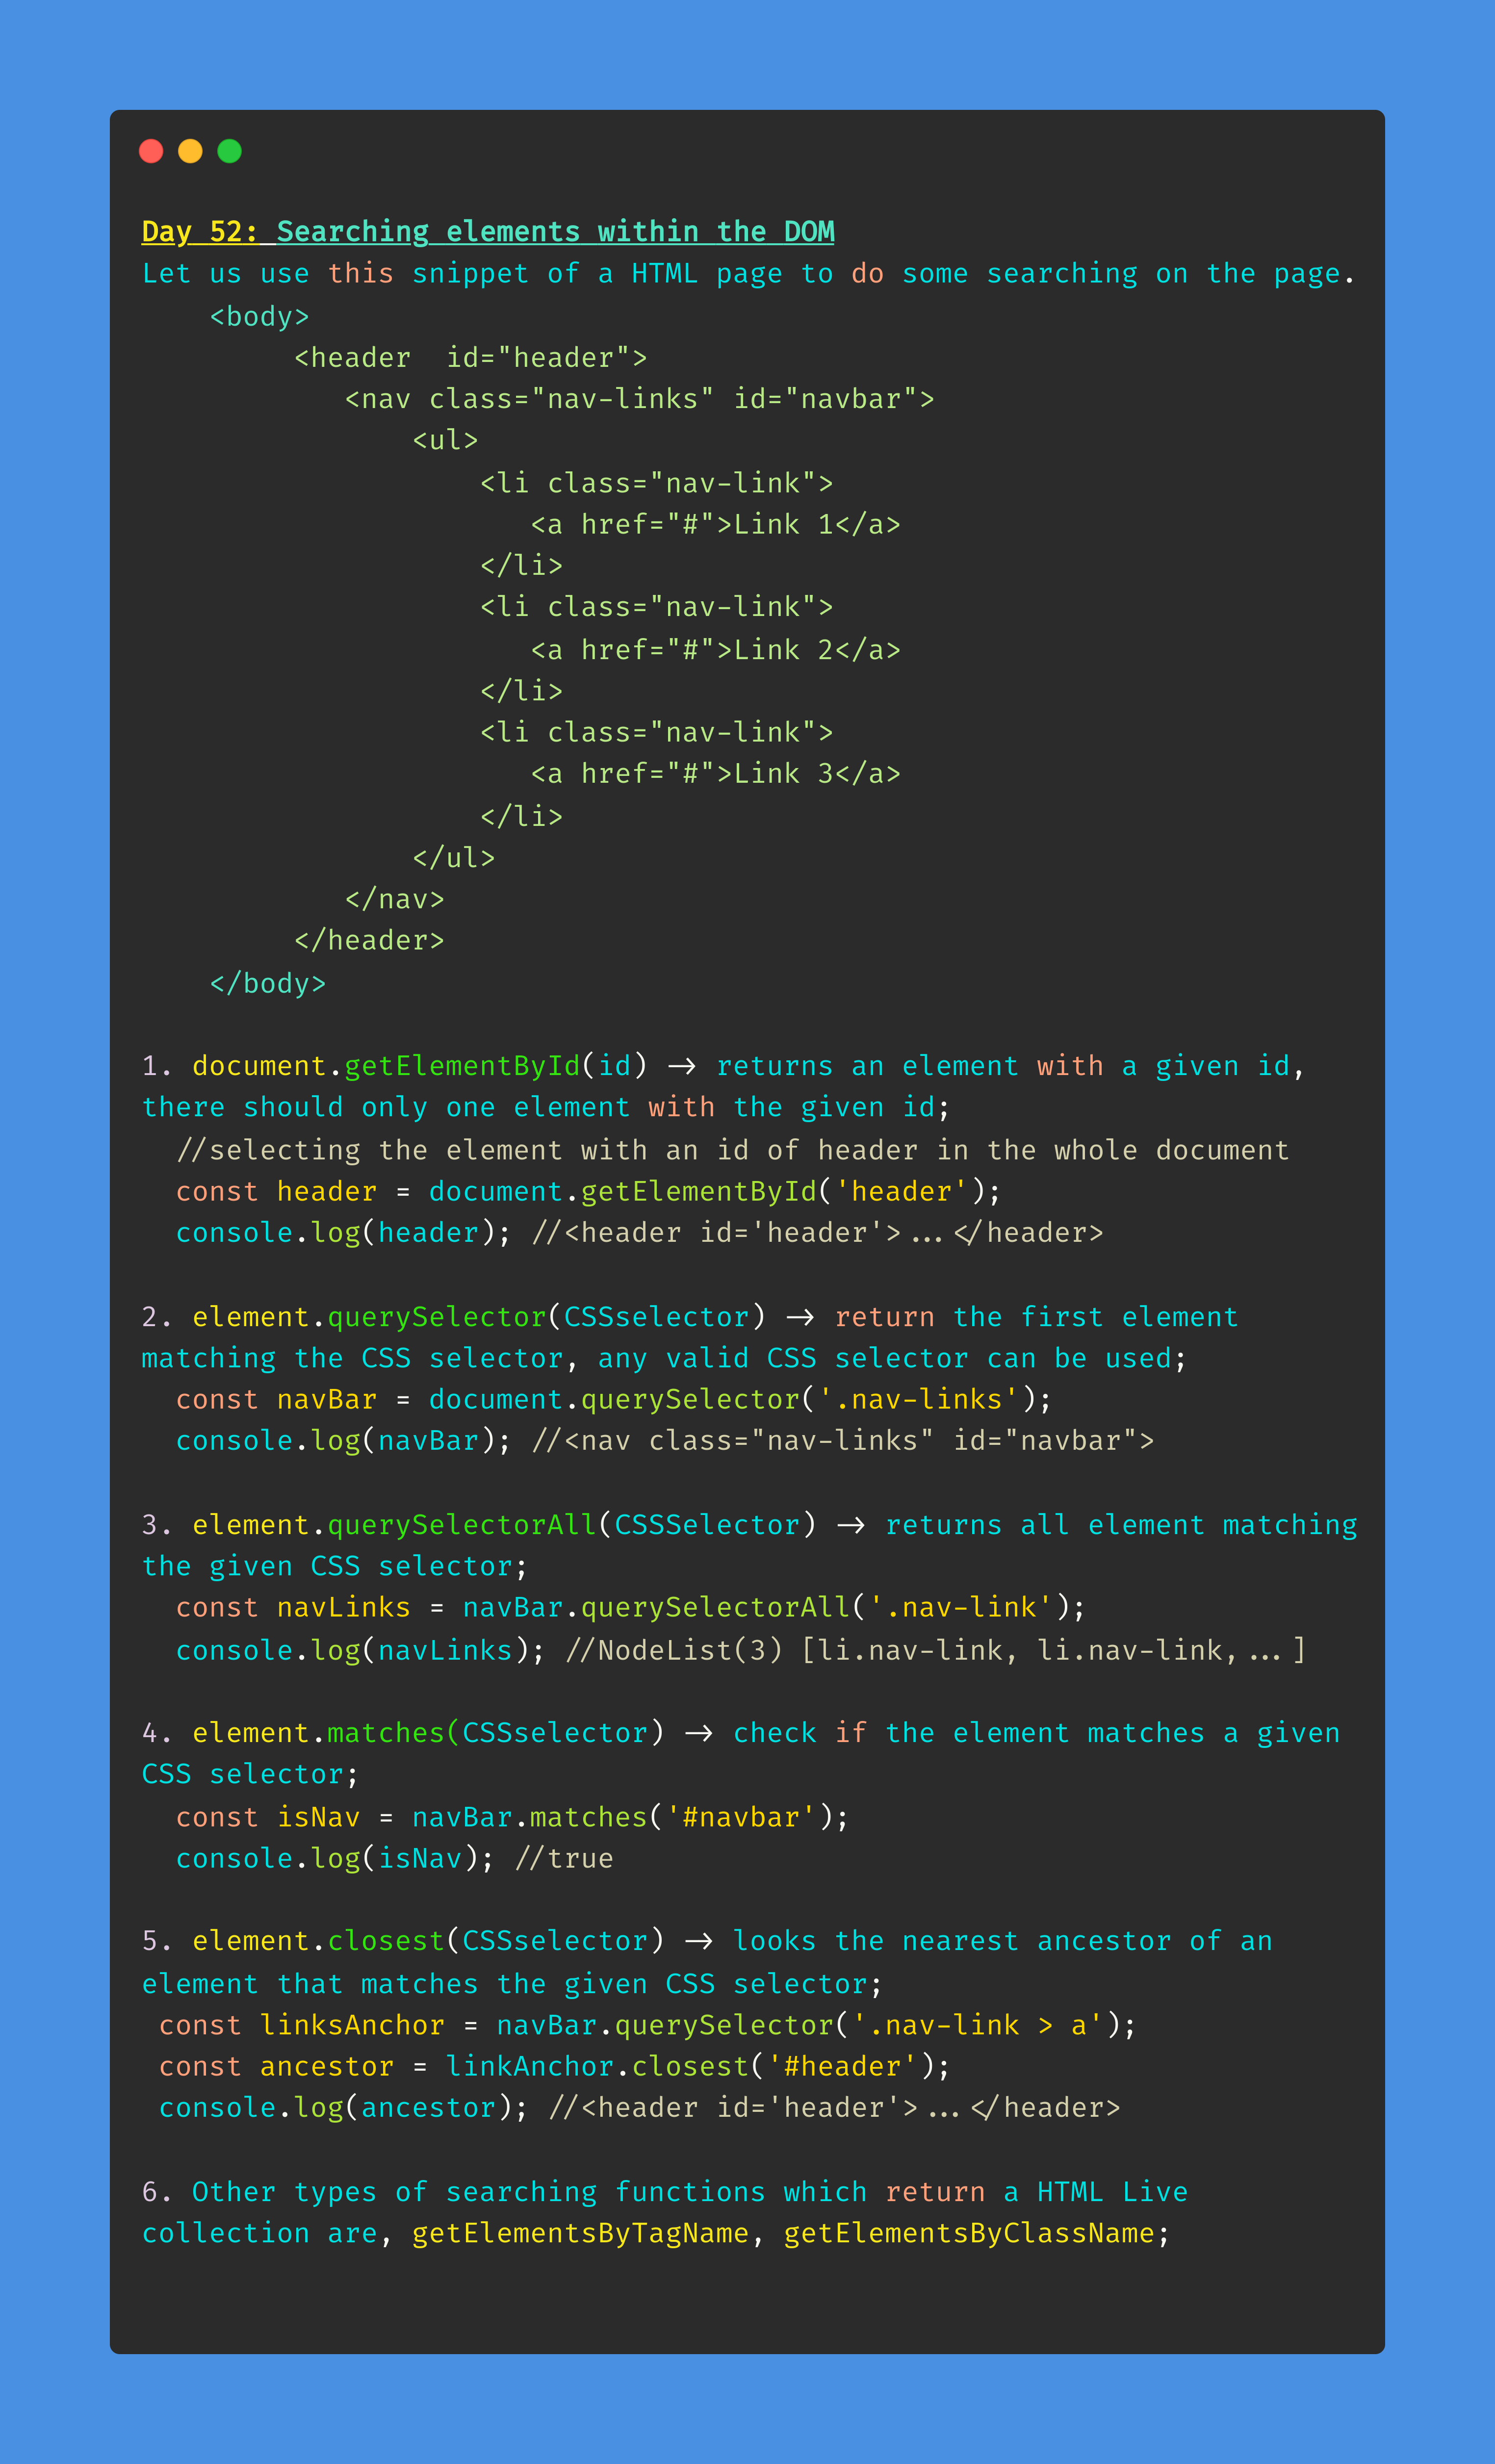 Day 52: Searching elements within the DOM
Let us use this snippet of a HTML page to do some searching on the page.
<body>
<header  id="header">
<nav class="nav-links" id="navbar">
<ul>
<li class="nav-link">
<a href="#">Link 1</a>
</li>
<li class="nav-link">
<a href="#">Link 2</a>
</li>
<li class="nav-link">
<a href="#">Link 3</a>
</li>
</ul>
</nav>
</header>
</body>
1. document.getElementById(id) -> returns an element with a given id,
there should only one element with the given id;
//selecting the element with an id of header in the whole document
const header = document.getElementById('header');
console.log(header); //<header id='header'>...</header>
2. element.querySelector(CSSselector) -> return the first element
matching the CSS selector, any valid CSS selector can be used;
const navBar = document.querySelector('.nav-links');
console.log(navBar); //<nav class="nav-links" id="navbar">
3. element.querySelectorAll(CSSSelector) -> returns all element matching
the given CSS selector;
const navLinks = navBar.querySelectorAll('.nav-link');
console.log(navLinks); //NodeList(3) [li.nav-link, li.nav-link,...]
4. element.matches(CSSselector) -> check if the element matches a given
CSS selector;
const isNav = navBar.matches('#navbar');
console.log(isNav); //true
5. element.closest(CSSselector) -> looks the nearest ancestor of an
element that matches the given CSS selector;
const linksAnchor = navBar.querySelector('.nav-link > a');
const ancestor = linkAnchor.closest('#header');
console.log(ancestor); //<header id='header'>...</header>
6. Other types of searching functions which return a HTML Live
collection are, getElementsByTagName, getElementsByClassName;